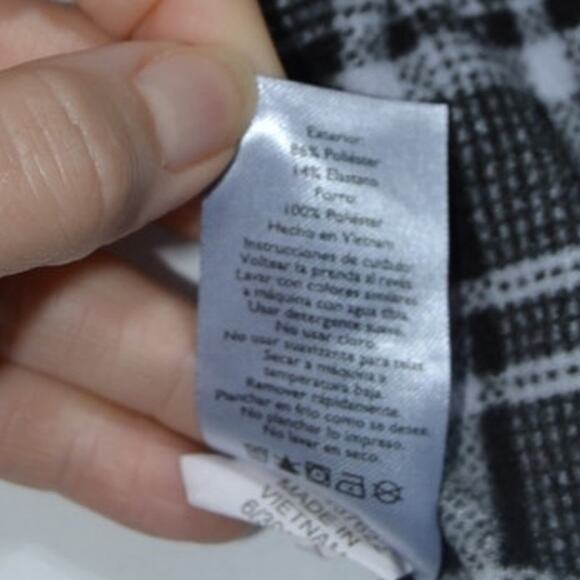 Exterior:
86% Poliéster
14% Elastano
Forro:
100% Poliéster
Hecho en Vietnam
Instrucciones de cuidado:
Voltear la prenda al revés.
Lavar con colores similares
a máquina con agua tibia.
Usar detergente suave.
No usar cloro.
No usar suavizante para telas.
Secar a máquina a
temperatura baja.
Remover rápidamente.
planchar en frío como se desee.
No planchar lo impreso.
No lavar en seco.
MADE IN
VIETNAM